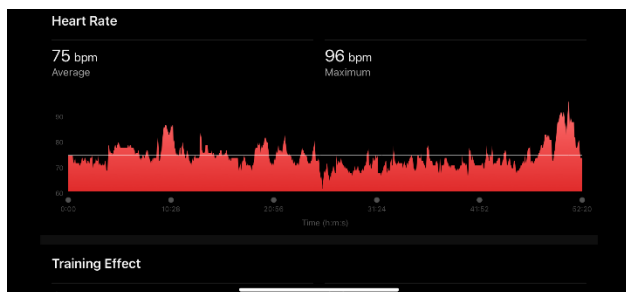 Heart Rate
75 bpm
Average
96 bpm
Maximum
90
80
70
60
0:00 10:28 20:56 31:24 41:52 52:20
Time (h:m:s)
Training Effect